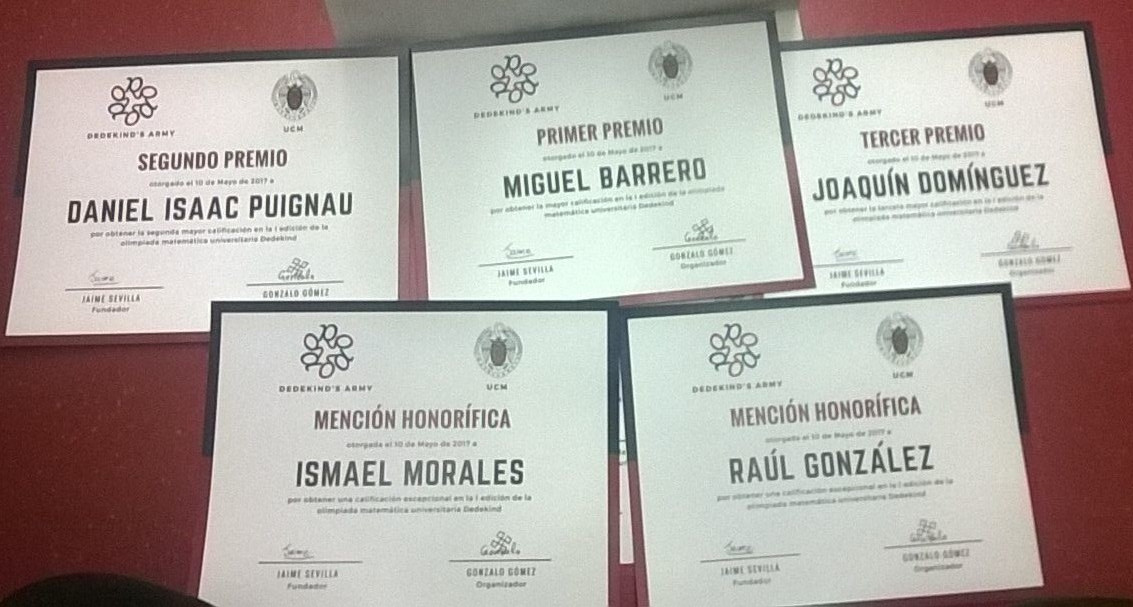 DEDEKIND'S ARMY
UCM
SEGUNDO PREMIO
otorgado el 10 de Mayo de 2017 a
DANIEL ISAAC PUIGNAU
por obtener la segunda mayor calificación en la I edición de la
olimpiada matemática universitaria Dedekind
Jaime
JAIME SEVILLA
Fundador
Gonzalo
GONZALO GÓMEZ
DEDEKIND'S ARMY
UCM
PRIMER PREMIO
otorgado el 10 de Mayo de 2017 a
MIGUEL BARRERO
por obtener la mayor calificación en la I edición de la olimpiada
matemática universitaria Dedekind
Jaime
JAIME SEVILLA
Fundador
Gonzalo
GONZALO GÓMEZ
Organizador
DEDEKIND'S ARMY
UCM
TERCER PREMIO
otorgado el 10 de Mayo de 2017 a
JOAQUÍN DOMÍNGUEZ
por obtener la tercera mayor calificación en la I edición de la
olimpiada matemática universitaria Dedekind
Jaime
JAIME SEVILLA
Fundador
GONZALO GÓMEZ
Organizador
DEDEKIND'S ARMY
UCM
MENCIÓN HONORÍFICA
otorgada el 10 de Mayo de 2017 a
ISMAEL MORALES
por obtener una calificación excepcional en la I edición de la
olimpiada matemática universitaria Dedekind
Jaime
JAIME SEVILLA
Fundador
Gonzalo
GONZALO GÓMEZ
Organizador
DEDEKIND'S ARMY
UCM
MENCIÓN HONORÍFICA
otorgada el 10 de Mayo de 2017 a
RAÚL GONZÁLEZ
por obtener una calificación excepcional en la I edición de la
olimpiada matemática universitaria Dedekind
Jaime
JAIME SEVILLA
Fundador
Gonzalo
GONZALO GÓMEZ
Organizador